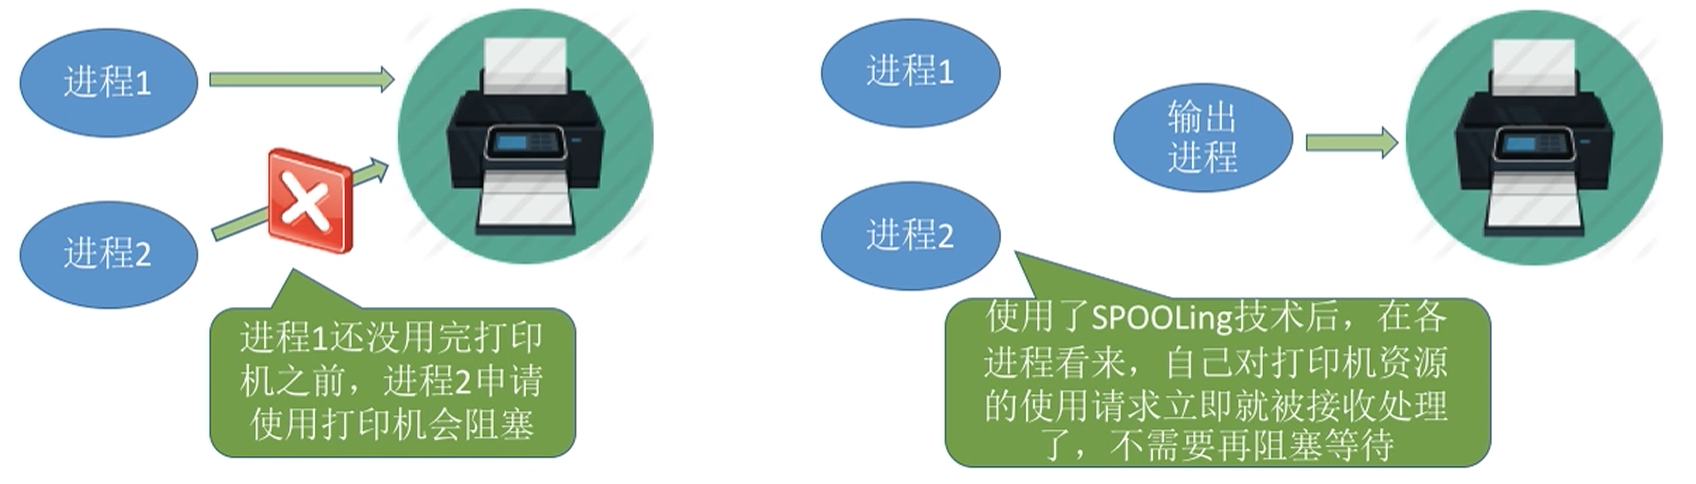 进程1
进程2
进程1还没用完打印
机之前，进程2申请
使用打印机会阻塞
进程1
进程2
输出
进程
使用了SPOOLing技术后，在各
进程看来，自己对打印机资源
的使用请求立即就被接收处理
了，不需要再阻塞等待